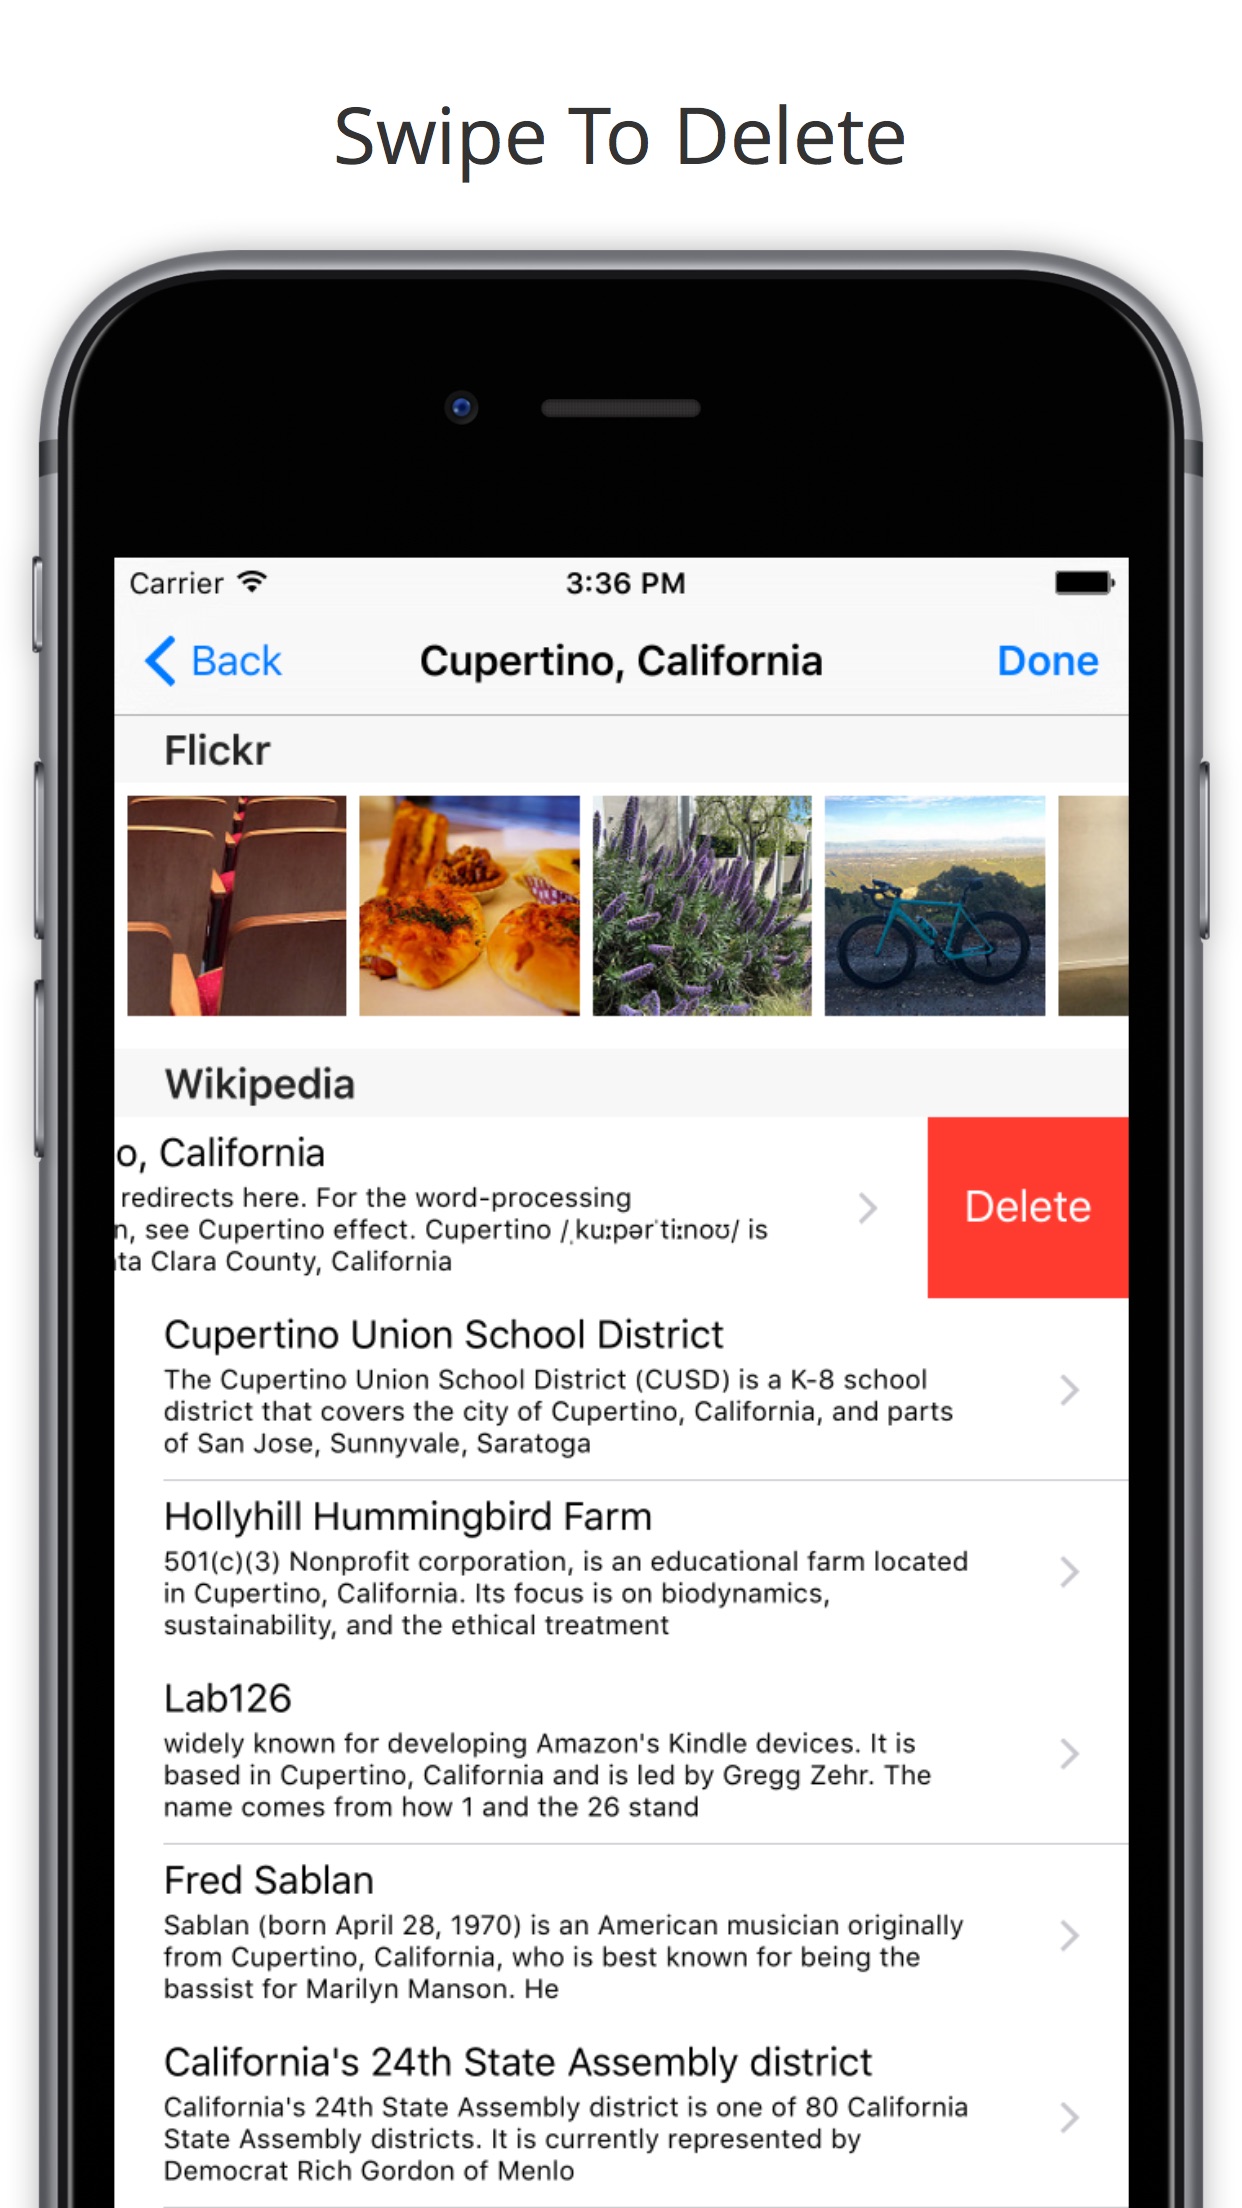 Swipe To Delete
Carrier
3:36 PM
Back
Cupertino, California
Done
Flickr
Wikipedia
o, California
redirects here. For the word-processing
n, see Cupertino effect. Cupertino /ˌkuːpərˈtiːnoʊ/ is
ta Clara County, California
Delete
Cupertino Union School District
The Cupertino Union School District (CUSD) is a K-8 school
district that covers the city of Cupertino, California, and parts
of San Jose, Sunnyvale, Saratoga
Hollyhill Hummingbird Farm
501(c)(3) Nonprofit corporation, is an educational farm located
in Cupertino, California. Its focus is on biodynamics,
sustainability, and the ethical treatment
Lab126
widely known for developing Amazon's Kindle devices. It is
based in Cupertino, California and is led by Gregg Zehr. The
name comes from how 1 and the 26 stand
Fred Sablan
Sablan (born April 28, 1970) is an American musician originally
from Cupertino, California, who is best known for being the
bassist for Marilyn Manson. He
California's 24th State Assembly district
California's 24th State Assembly district is one of 80 California
State Assembly districts. It is currently represented by
Democrat Rich Gordon of Menlo